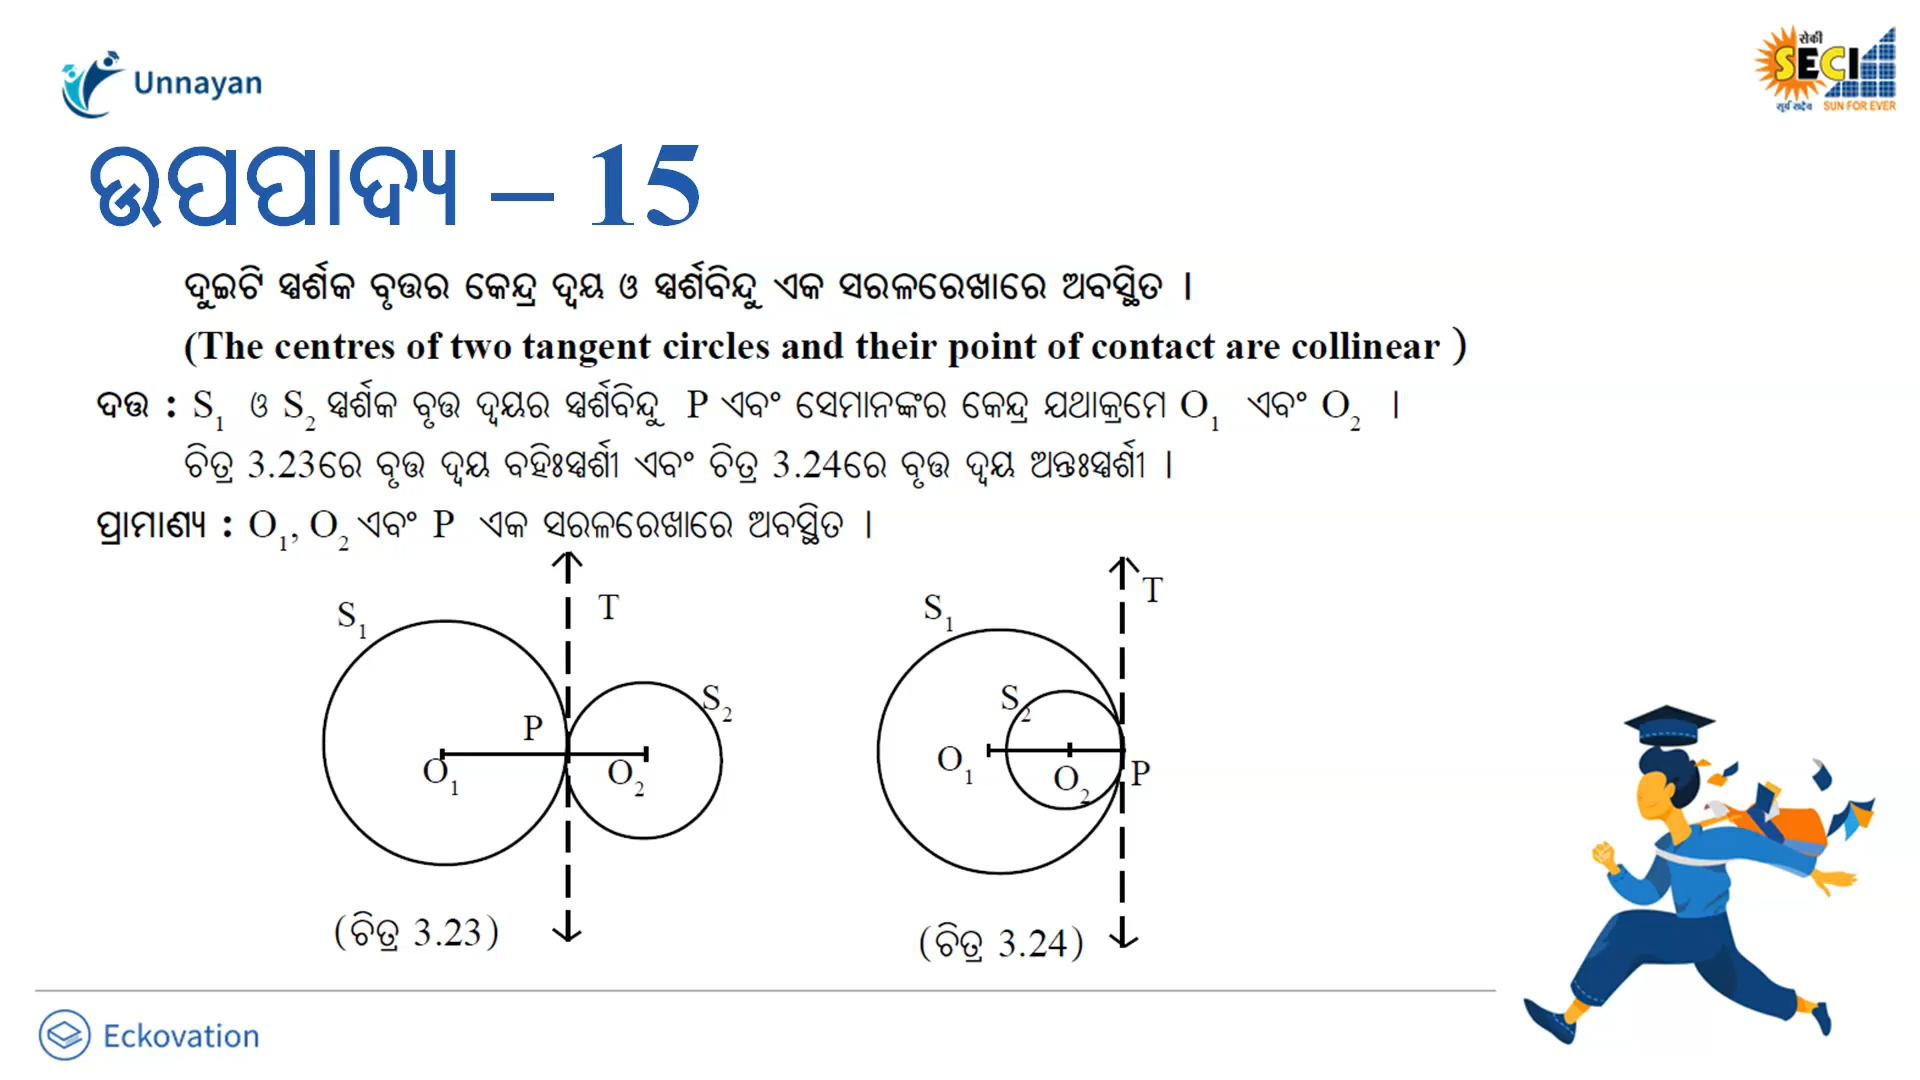 Unnayan
सेकी
SECI
सूर्य सदैव SUN FOR EVER
ଉପପାଦ୍ୟ – 15
ଦୁଇଟି ସ୍ପର୍ଶକ ବୃତ୍ତର କେନ୍ଦ୍ର ଦ୍ୱୟ ଓ ସ୍ପର୍ଶବିନ୍ଦୁ ଏକ ସରଳରେଖାରେ ଅବସ୍ଥିତ ।
(The centres of two tangent circles and their point of contact are collinear )
ଦତ୍ତ : S₁ ଓ S₂ ସ୍ପର୍ଶକ ବୃତ୍ତ ଦ୍ୱୟର ସ୍ପର୍ଶବିନ୍ଦୁ P ଏବଂ ସେମାନଙ୍କର କେନ୍ଦ୍ର ଯଥାକ୍ରମେ O₁ ଏବଂ O₂ ।
ଚିତ୍ର 3.23ରେ ବୃତ୍ତ ଦ୍ୱୟ ବହିଃସ୍ପର୍ଶୀ ଏବଂ ଚିତ୍ର 3.24ରେ ବୃତ୍ତ ଦ୍ୱୟ ଅନ୍ତଃସ୍ପର୍ଶୀ ।
ପ୍ରାମାଣ୍ୟ : O₁, O₂ ଏବଂ P ଏକ ସରଳରେଖାରେ ଅବସ୍ଥିତ ।
S₁ T
P S₂
O₁ O₂
(ଚିତ୍ର 3.23)
S₁ T
S₂
O₁ O₂ P
(ଚିତ୍ର 3.24)
Eckovation